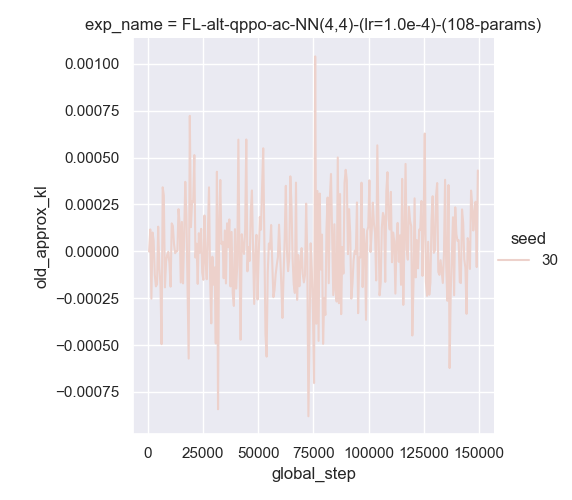 exp_name = FL-alt-qppo-ac-NN(4,4)-(lr=1.0e-4)-(108-params)
0.00100
0.00075
0.00050
0.00025
0.00000
−0.00025
−0.00050
−0.00075
old_approx_kl
seed
30
0 25000 50000 75000 100000 125000 150000
global_step